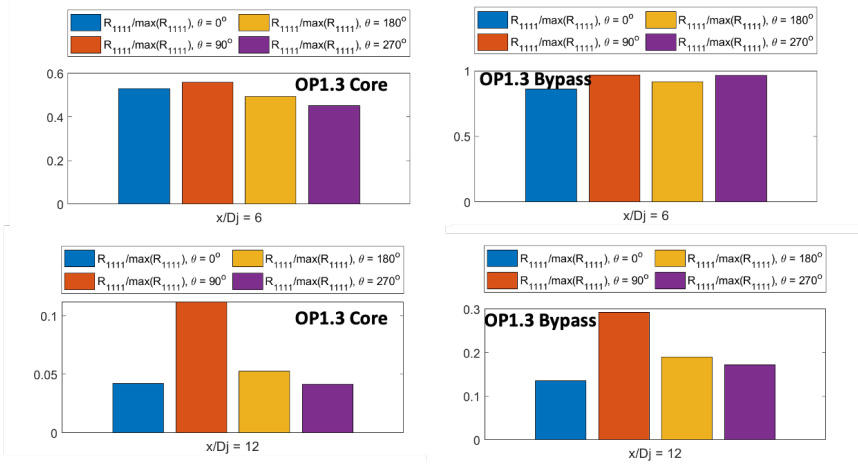 R1111/max(R1111), θ = 0° R1111/max(R1111), θ = 180°
R1111/max(R1111), θ = 90° R1111/max(R1111), θ = 270°
0.6
OP1.3 Core
0.4
0.2
0
x/Dj = 6
R1111/max(R1111), θ = 0° R1111/max(R1111), θ = 180°
R1111/max(R1111), θ = 90° R1111/max(R1111), θ = 270°
1
OP1.3 Bypass
0.5
0
x/Dj = 6
R1111/max(R1111), θ = 0° R1111/max(R1111), θ = 180°
R1111/max(R1111), θ = 90° R1111/max(R1111), θ = 270°
0.1
OP1.3 Core
0.05
0
x/Dj = 12
R1111/max(R1111), θ = 0° R1111/max(R1111), θ = 180°
R1111/max(R1111), θ = 90° R1111/max(R1111), θ = 270°
0.3
OP1.3 Bypass
0.2
0.1
0
x/Dj = 12